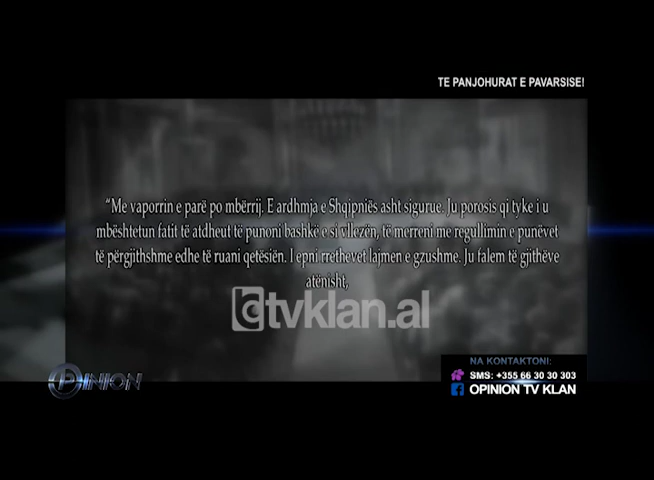 TE PANJOHURAT E PAVARSISE!
“Me vaporrin e parë po mbërrij. E ardhmja e Shqipniës asht sigurue. Ju porosis qi tyke i u
mbështetun fatit të atdheut të punoni bashkë e si vllezën, të merreni me regullimin e punëvet
të përgjithshme edhe të ruani qetësiën. I epni rrethevet lajmen e gzushme. Ju falem të gjithëve
atënisht,
tvklan.al
OPINION
NA KONTAKTONI:
SMS: +355 66 30 30 303
OPINION TV KLAN